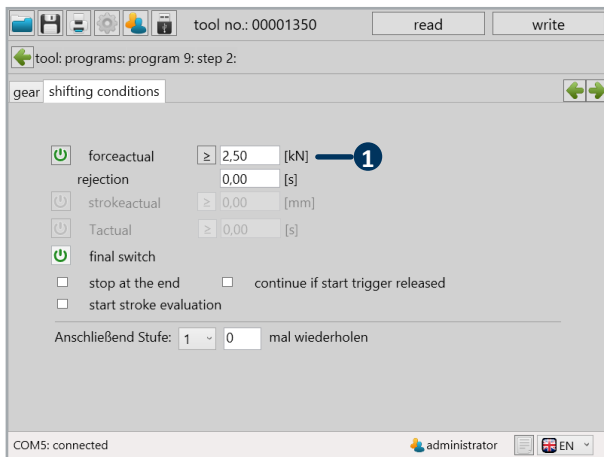 tool no.: 00001350 read write
tool: programs: program 9: step 2:
gear shifting conditions
forceactual ≥ 2,50 [kN] 1
rejection 0,00 [s]
strokeactual ≥ 0,00 [mm]
Tactual ≥ 0,00 [s]
final switch
stop at the end continue if start trigger released
start stroke evaluation
Anschließend Stufe: 1 0 mal wiederholen
COM5: connected administrator EN